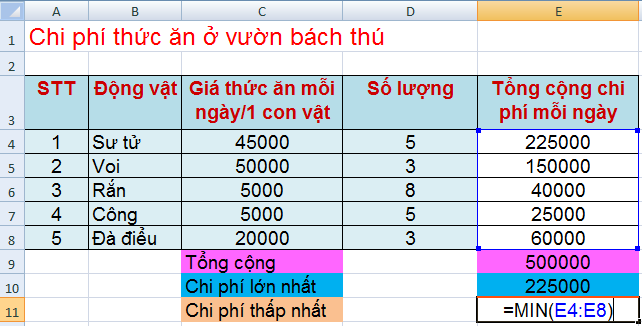 A B C D E
1 Chi phí thức ăn ở vườn bách thú
2
3 STT Động vật Giá thức ăn mỗi ngày/1 con vật Số lượng Tổng cộng chi phí mỗi ngày
4 1 Sư tử 45000 5 225000
5 2 Voi 50000 3 150000
6 3 Rắn 5000 8 40000
7 4 Công 5000 5 25000
8 5 Đà điểu 20000 3 60000
9 Tổng cộng 500000
10 Chi phí lớn nhất 225000
11 Chi phí thấp nhất =MIN(E4:E8)